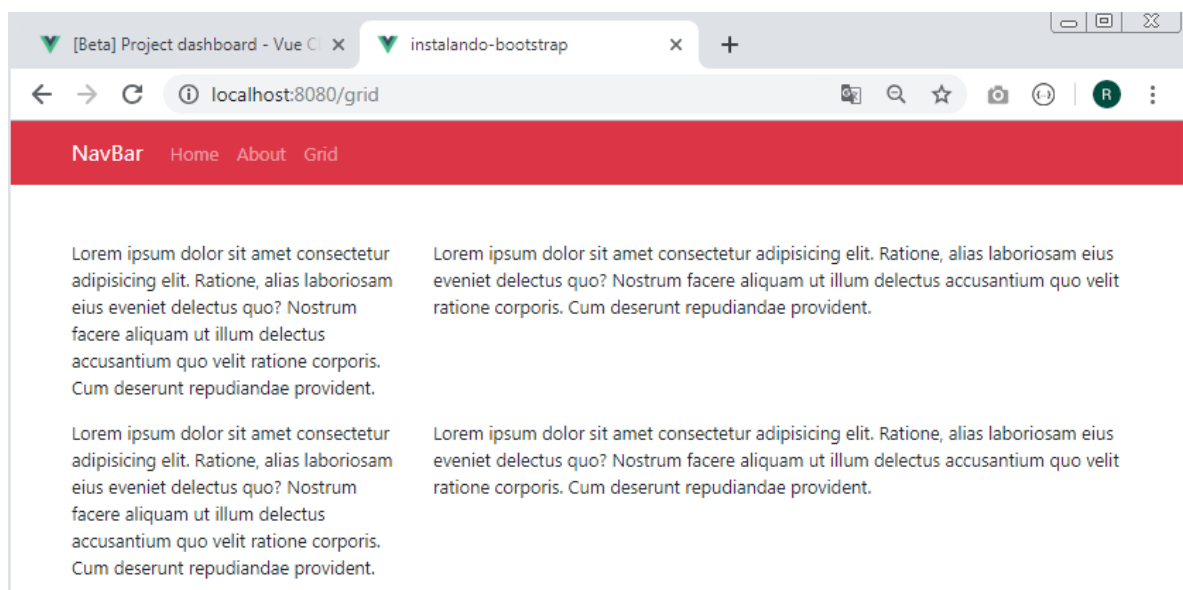 [Beta] Project dashboard - Vue C
instalando-bootstrap
localhost:8080/grid
R
NavBar Home About Grid
Lorem ipsum dolor sit amet consectetur
adipisicing elit. Ratione, alias laboriosam
eius eveniet delectus quo? Nostrum
facere aliquam ut illum delectus
accusantium quo velit ratione corporis.
Cum deserunt repudiandae provident.
Lorem ipsum dolor sit amet consectetur adipisicing elit. Ratione, alias laboriosam eius
eveniet delectus quo? Nostrum facere aliquam ut illum delectus accusantium quo velit
ratione corporis. Cum deserunt repudiandae provident.
Lorem ipsum dolor sit amet consectetur
adipisicing elit. Ratione, alias laboriosam
eius eveniet delectus quo? Nostrum
facere aliquam ut illum delectus
accusantium quo velit ratione corporis.
Cum deserunt repudiandae provident.
Lorem ipsum dolor sit amet consectetur adipisicing elit. Ratione, alias laboriosam eius
eveniet delectus quo? Nostrum facere aliquam ut illum delectus accusantium quo velit
ratione corporis. Cum deserunt repudiandae provident.